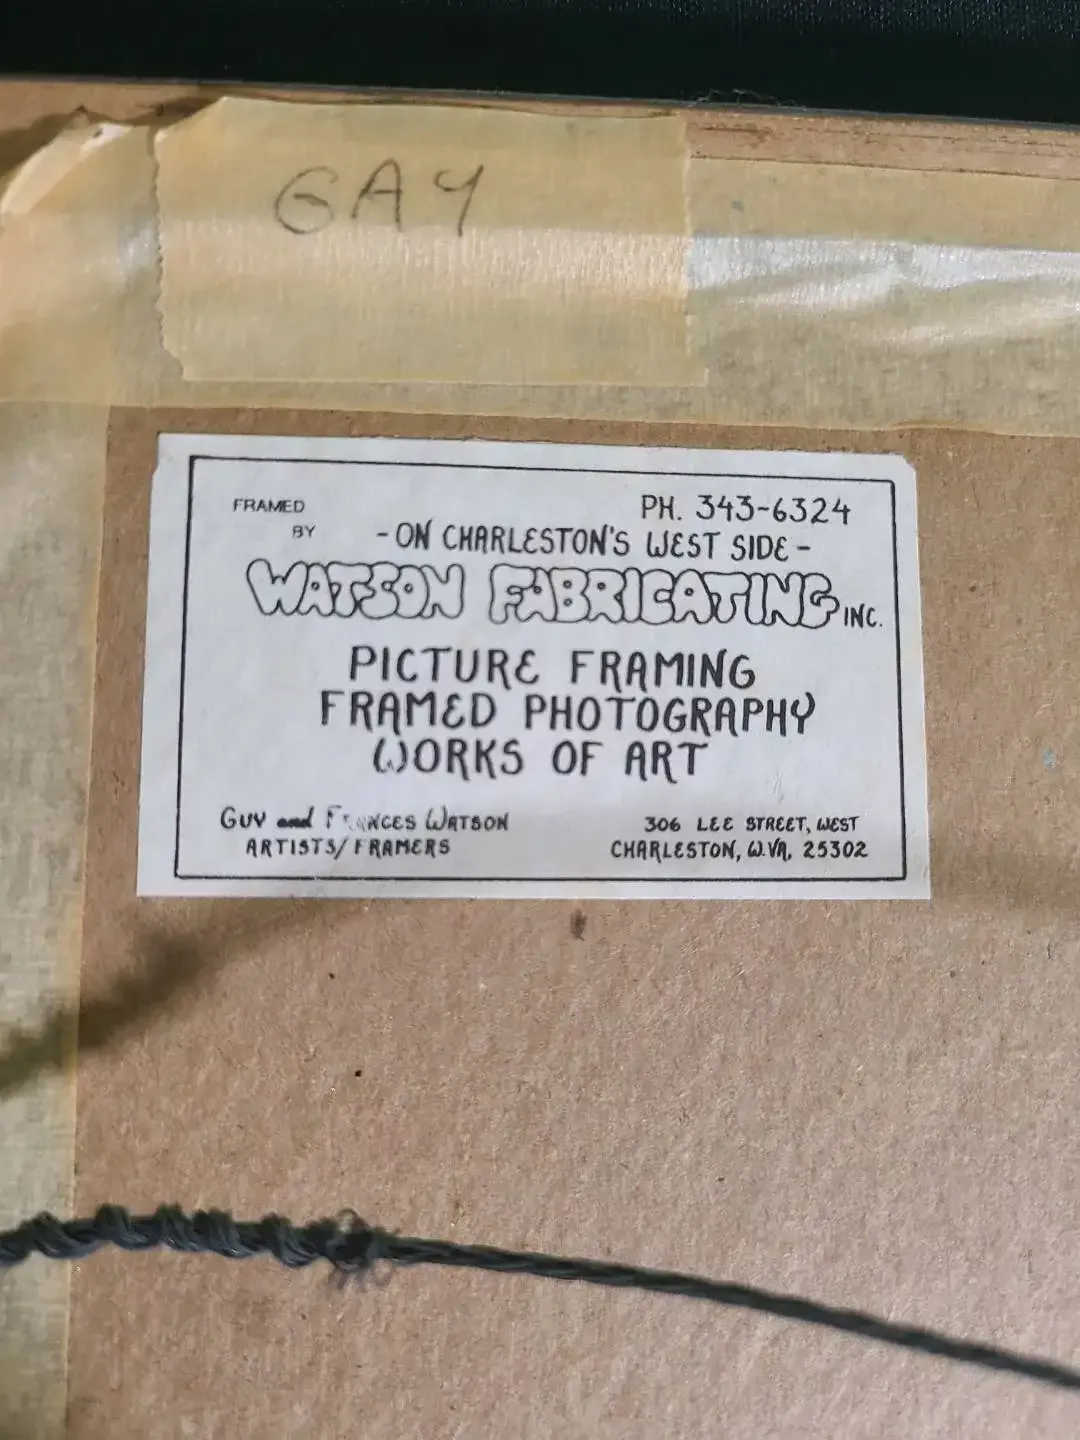 GAY
FRAMED
BY
PH. 343-6324
- ON CHARLESTON'S WEST SIDE -
WATSON FABRICATING INC.
PICTURE FRAMING
FRAMED PHOTOGRAPHY
WORKS OF ART
GUY and FRANCES WATSON
ARTISTS/FRAMERS
306 LEE STREET, WEST
CHARLESTON, W.VA. 25302